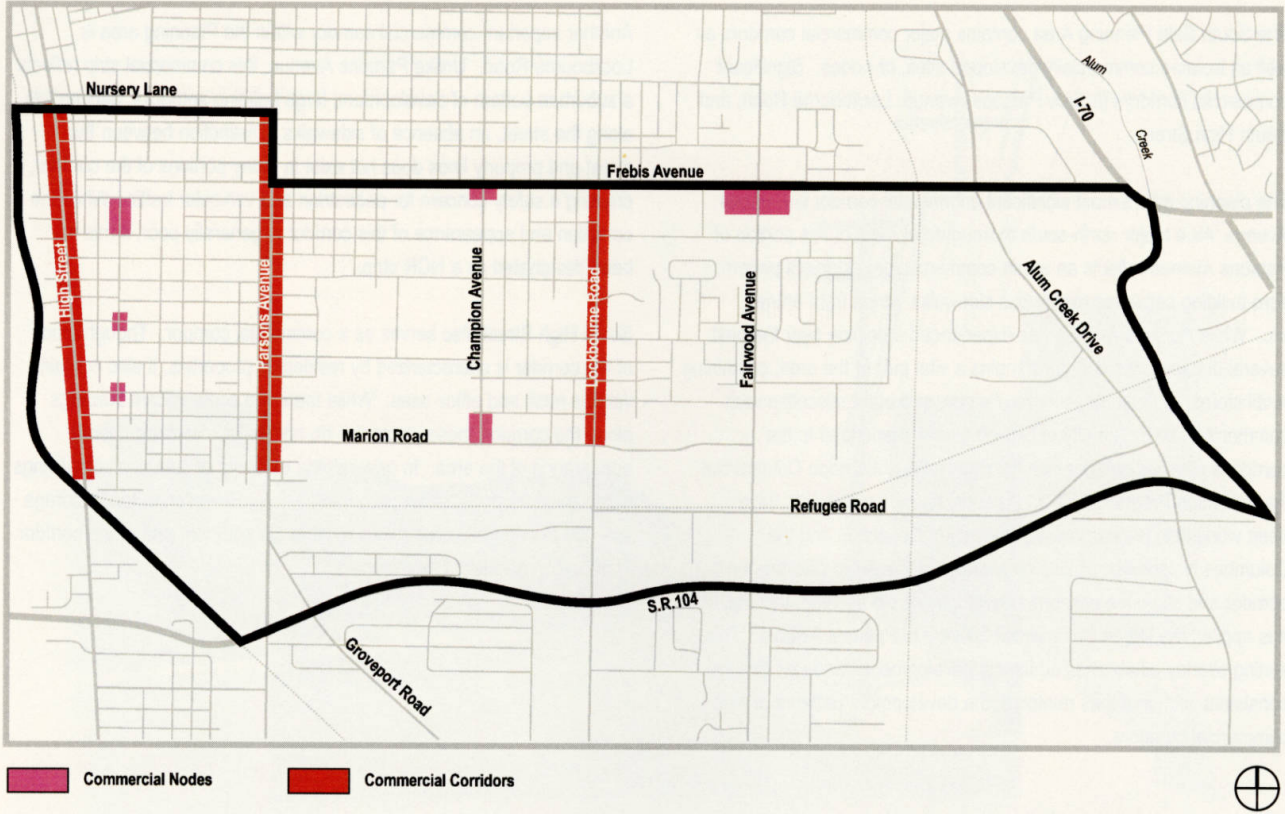 Alum
I-70
Creek
Nursery Lane
Frebis Avenue
High Street
Parsons Avenue
Champion Avenue
Lockbourne Road
Fairwood Avenue
Alum Creek Drive
Marion Road
Refugee Road
S.R.104
Groveport Road
Commercial Nodes
Commercial Corridors